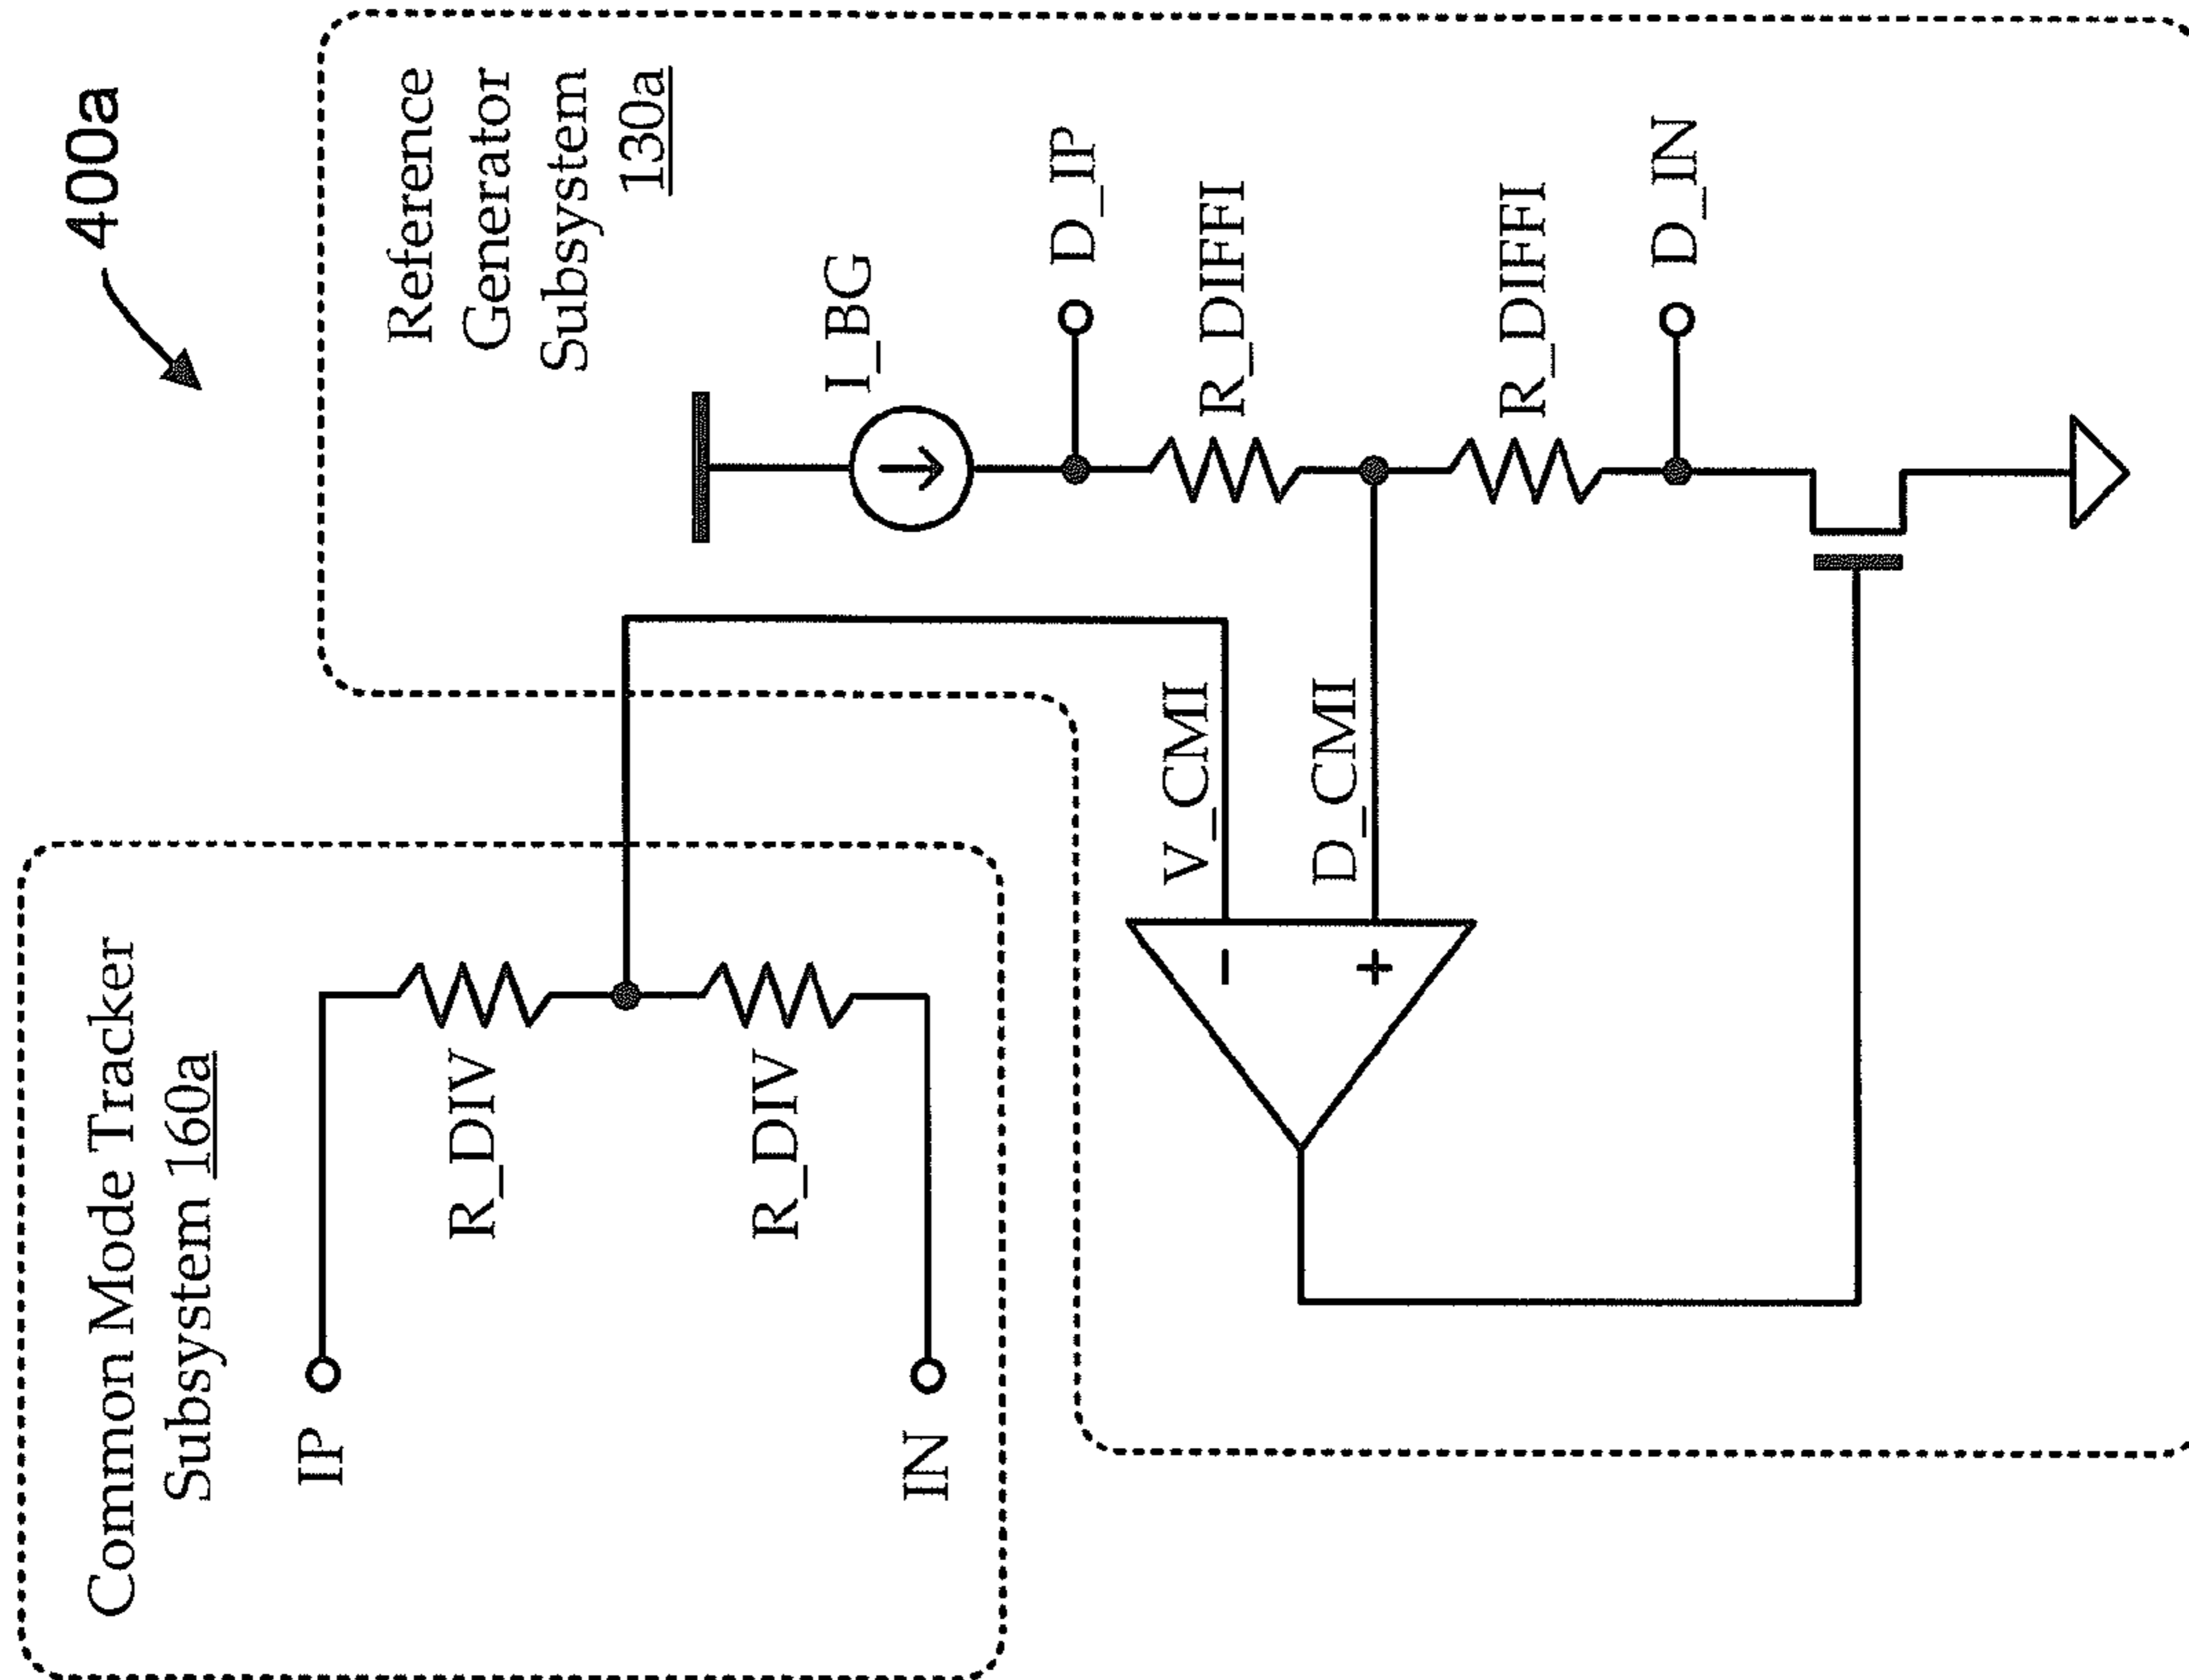 400a
Common Mode Tracker
Subsystem 160a
IP
R_DIV
R_DIV
IN
Reference
Generator
Subsystem
130a
I_BG
D_IP
R_DIFFI
R_DIFFI
D_IN
V_CMI
D_CMI
-
+